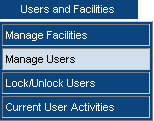 Users and Facilities
Manage Facilities
Manage Users
Lock/Unlock Users
Current User Activities